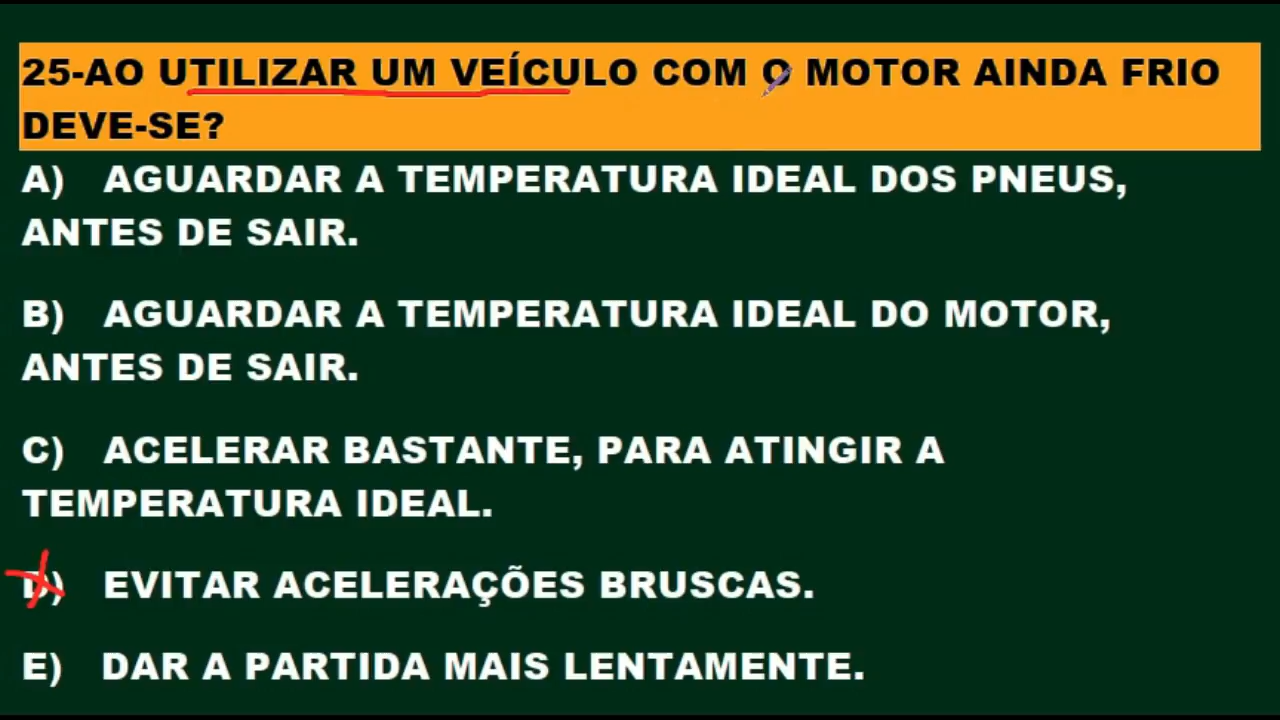 25-AO UTILIZAR UM VEÍCULO COM O MOTOR AINDA FRIO
DEVE-SE?
A) AGUARDAR A TEMPERATURA IDEAL DOS PNEUS,
ANTES DE SAIR.
B) AGUARDAR A TEMPERATURA IDEAL DO MOTOR,
ANTES DE SAIR.
C) ACELERAR BASTANTE, PARA ATINGIR A
TEMPERATURA IDEAL.
D) EVITAR ACELERAÇÕES BRUSCAS.
E) DAR A PARTIDA MAIS LENTAMENTE.